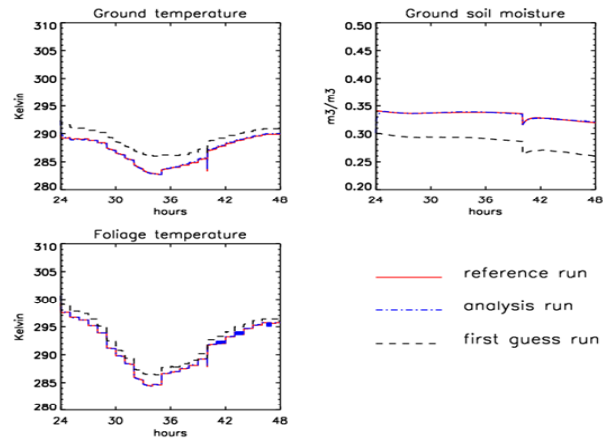 Ground temperature
Kelvin
310
305
300
295
290
285
280
24 30 36 42 48
hours
Ground soil moisture
m3/m3
0.50
0.45
0.40
0.35
0.30
0.25
0.20
24 30 36 42 48
hours
Foliage temperature
Kelvin
310
305
300
295
290
285
280
24 30 36 42 48
hours
reference run
analysis run
first guess run